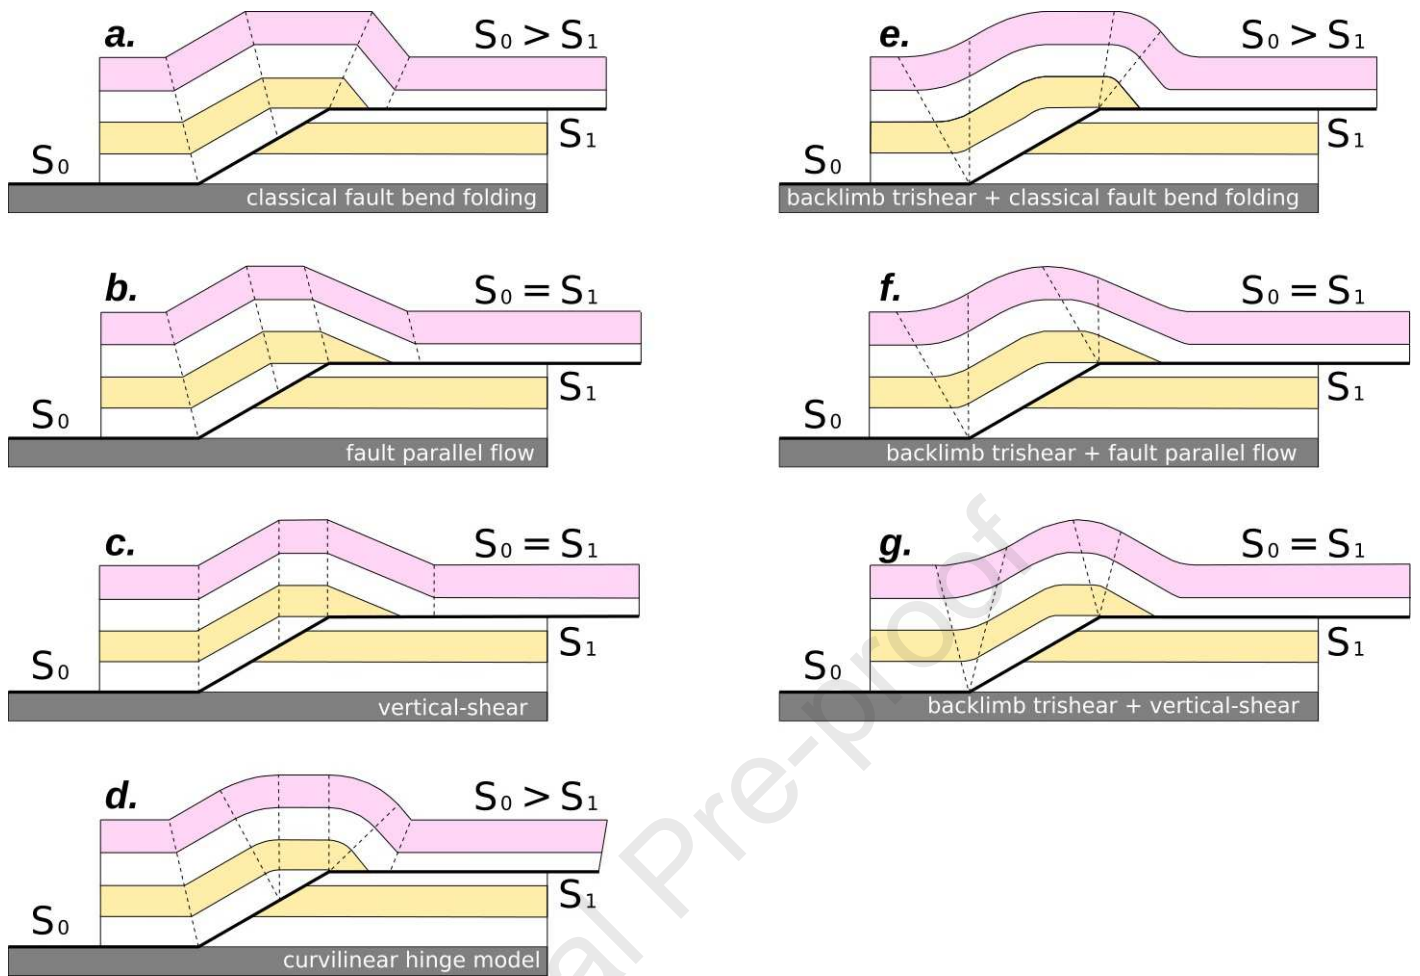 a.
S₀ > S₁
S₀
S₁
classical fault bend folding
b.
S₀ = S₁
S₀
S₁
fault parallel flow
c.
S₀ = S₁
S₀
S₁
vertical-shear
d.
S₀ > S₁
S₀
S₁
curvilinear hinge model
e.
S₀ > S₁
S₀
S₁
backlimb trishear + classical fault bend folding
f.
S₀ = S₁
S₀
S₁
backlimb trishear + fault parallel flow
g.
S₀ = S₁
S₀
S₁
backlimb trishear + vertical-shear
al Pre-proof